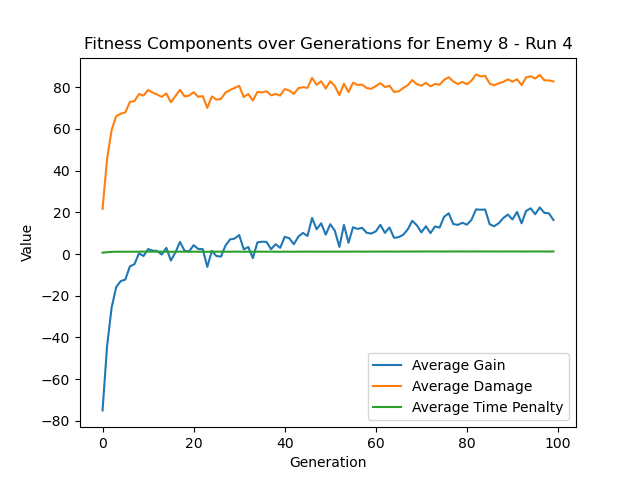 Fitness Components over Generations for Enemy 8 - Run 4
Value
80
60
40
20
0
−20
−40
−60
−80
0
20
40
60
80
100
Generation
Average Gain
Average Damage
Average Time Penalty